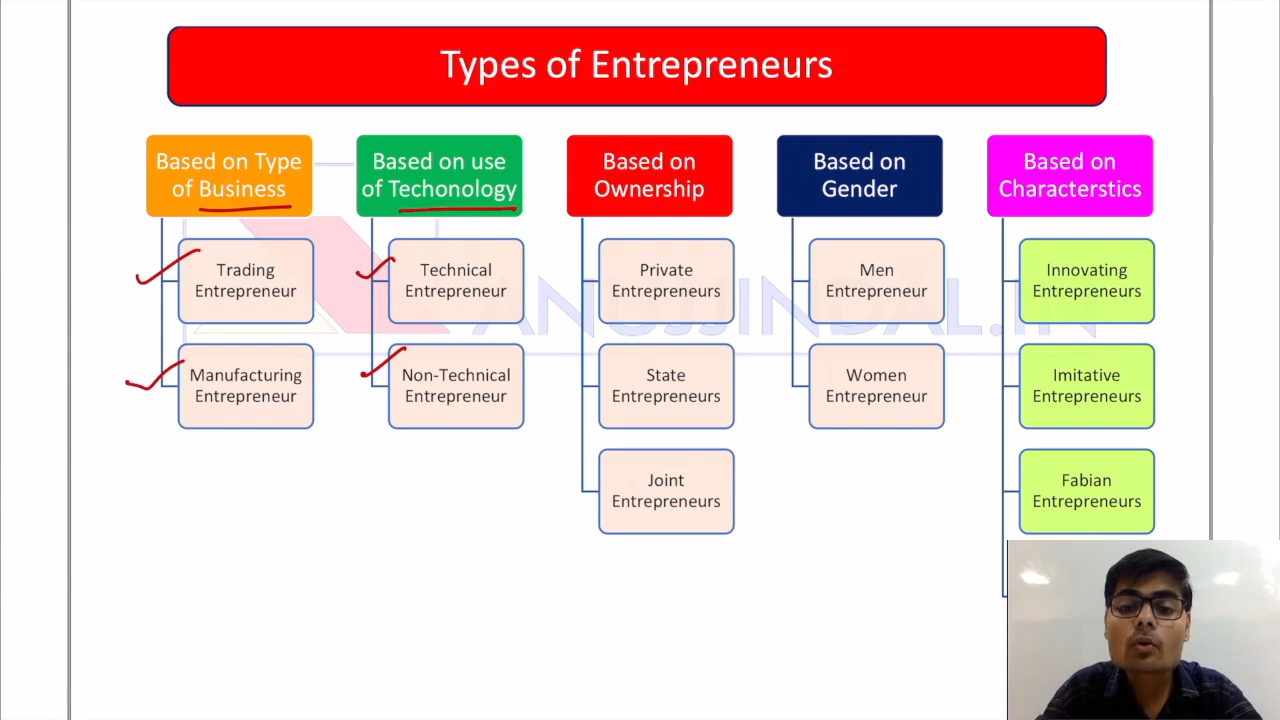 Types of Entrepreneurs
Based on Type
of Business
Trading
Entrepreneur
Manufacturing
Entrepreneur
Based on use
of Techonology
Technical
Entrepreneur
Non-Technical
Entrepreneur
Based on
Ownership
Private
Entrepreneurs
State
Entrepreneurs
Joint
Entrepreneurs
Based on
Gender
Men
Entrepreneur
Women
Entrepreneur
Based on
Characterstics
Innovating
Entrepreneurs
Imitative
Entrepreneurs
Fabian
Entrepreneurs
ANUJJINDAL.IN